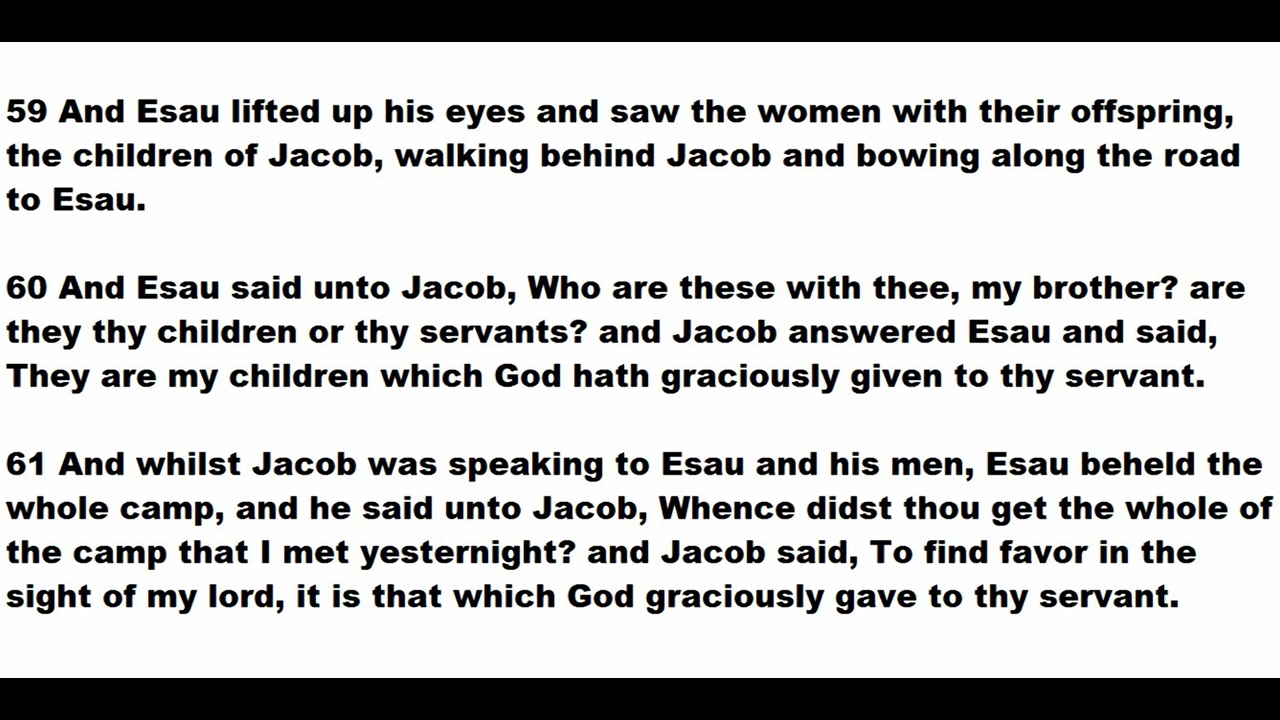 59 And Esau lifted up his eyes and saw the women with their offspring,
the children of Jacob, walking behind Jacob and bowing along the road
to Esau.
60 And Esau said unto Jacob, Who are these with thee, my brother? are
they thy children or thy servants? and Jacob answered Esau and said,
They are my children which God hath graciously given to thy servant.
61 And whilst Jacob was speaking to Esau and his men, Esau beheld the
whole camp, and he said unto Jacob, Whence didst thou get the whole of
the camp that I met yesternight? and Jacob said, To find favor in the
sight of my lord, it is that which God graciously gave to thy servant.